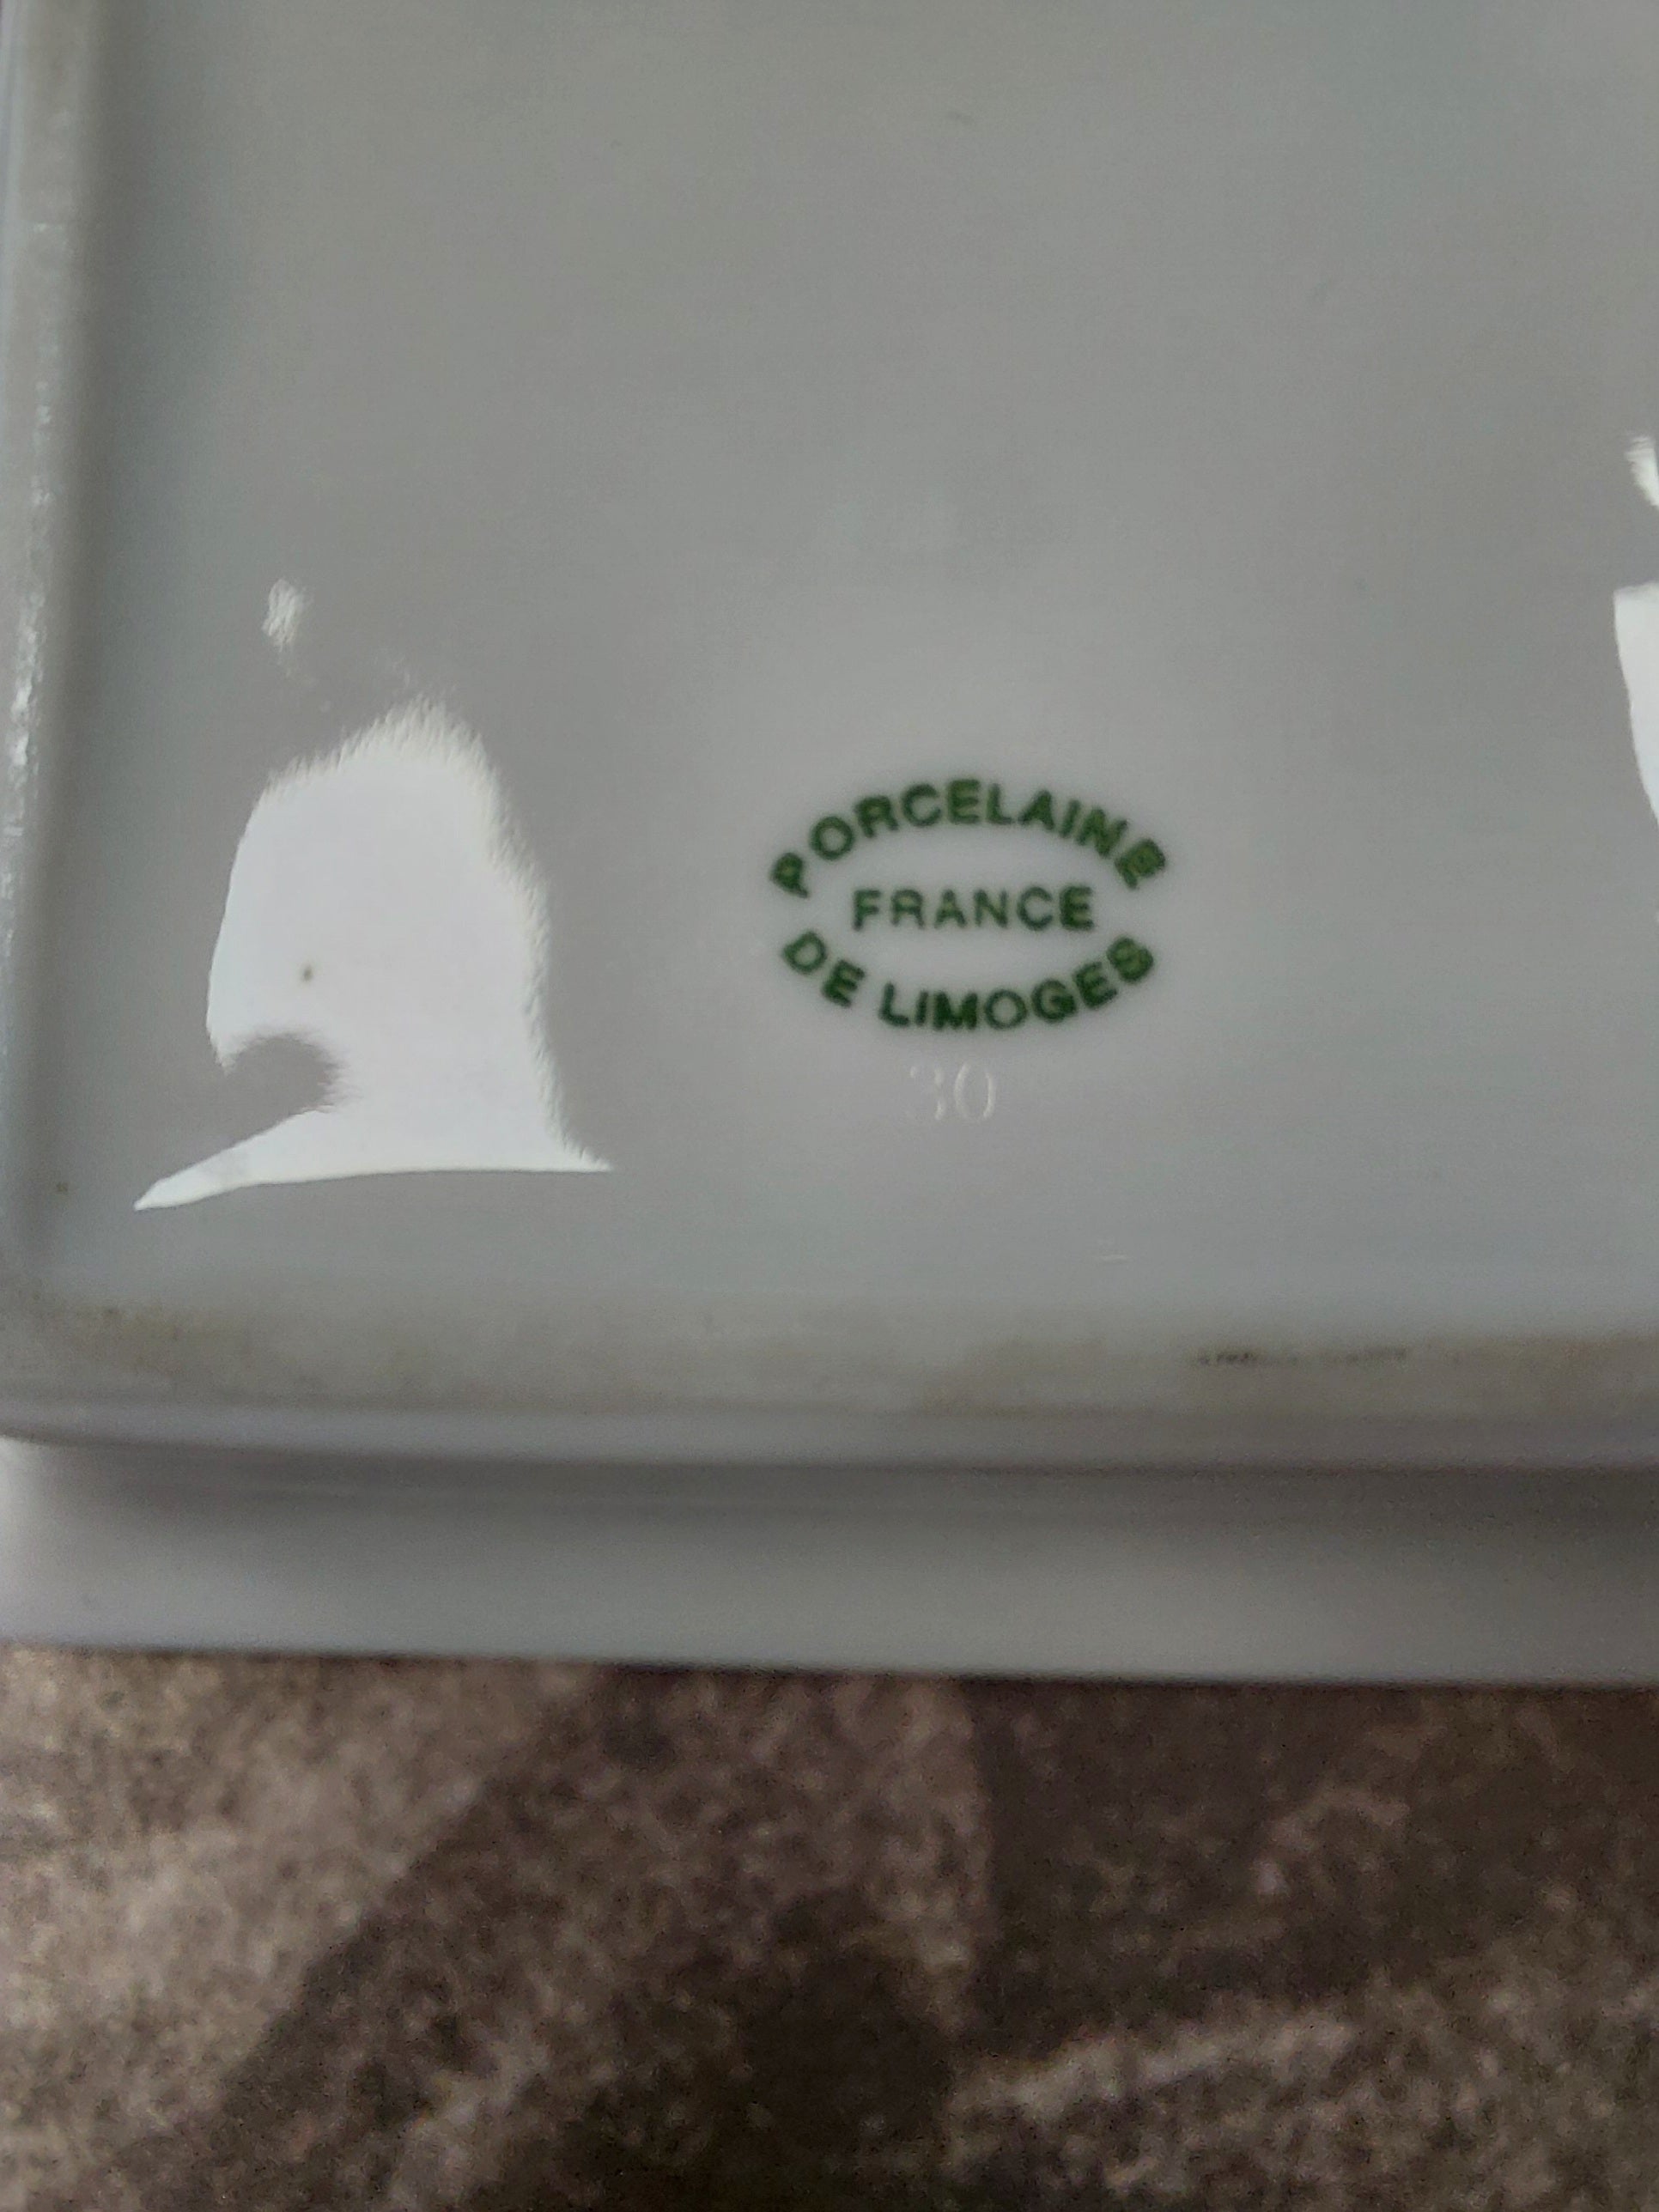 PORCELAINE
FRANCE
DE LIMOGES
30